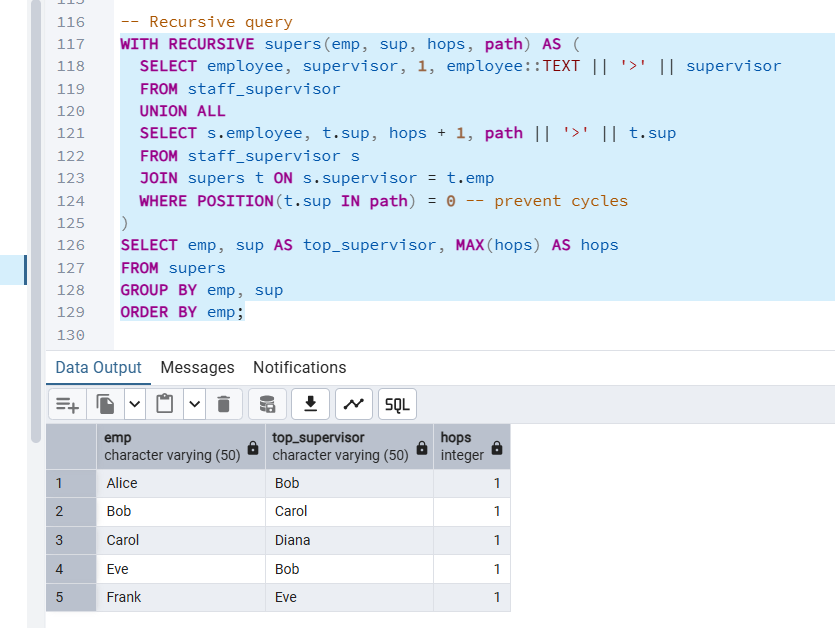 115
116 -- Recursive query
117 WITH RECURSIVE supers(emp, sup, hops, path) AS (
118 SELECT employee, supervisor, 1, employee::TEXT || '>' || supervisor
119 FROM staff_supervisor
120 UNION ALL
121 SELECT s.employee, t.sup, hops + 1, path || '>' || t.sup
122 FROM staff_supervisor s
123 JOIN supers t ON s.supervisor = t.emp
124 WHERE POSITION(t.sup IN path) = 0 -- prevent cycles
125 )
126 SELECT emp, sup AS top_supervisor, MAX(hops) AS hops
127 FROM supers
128 GROUP BY emp, sup
129 ORDER BY emp;
130
Data Output Messages Notifications
SQL
emp top_supervisor hops
character varying (50) character varying (50) integer
1 Alice Bob 1
2 Bob Carol 1
3 Carol Diana 1
4 Eve Bob 1
5 Frank Eve 1